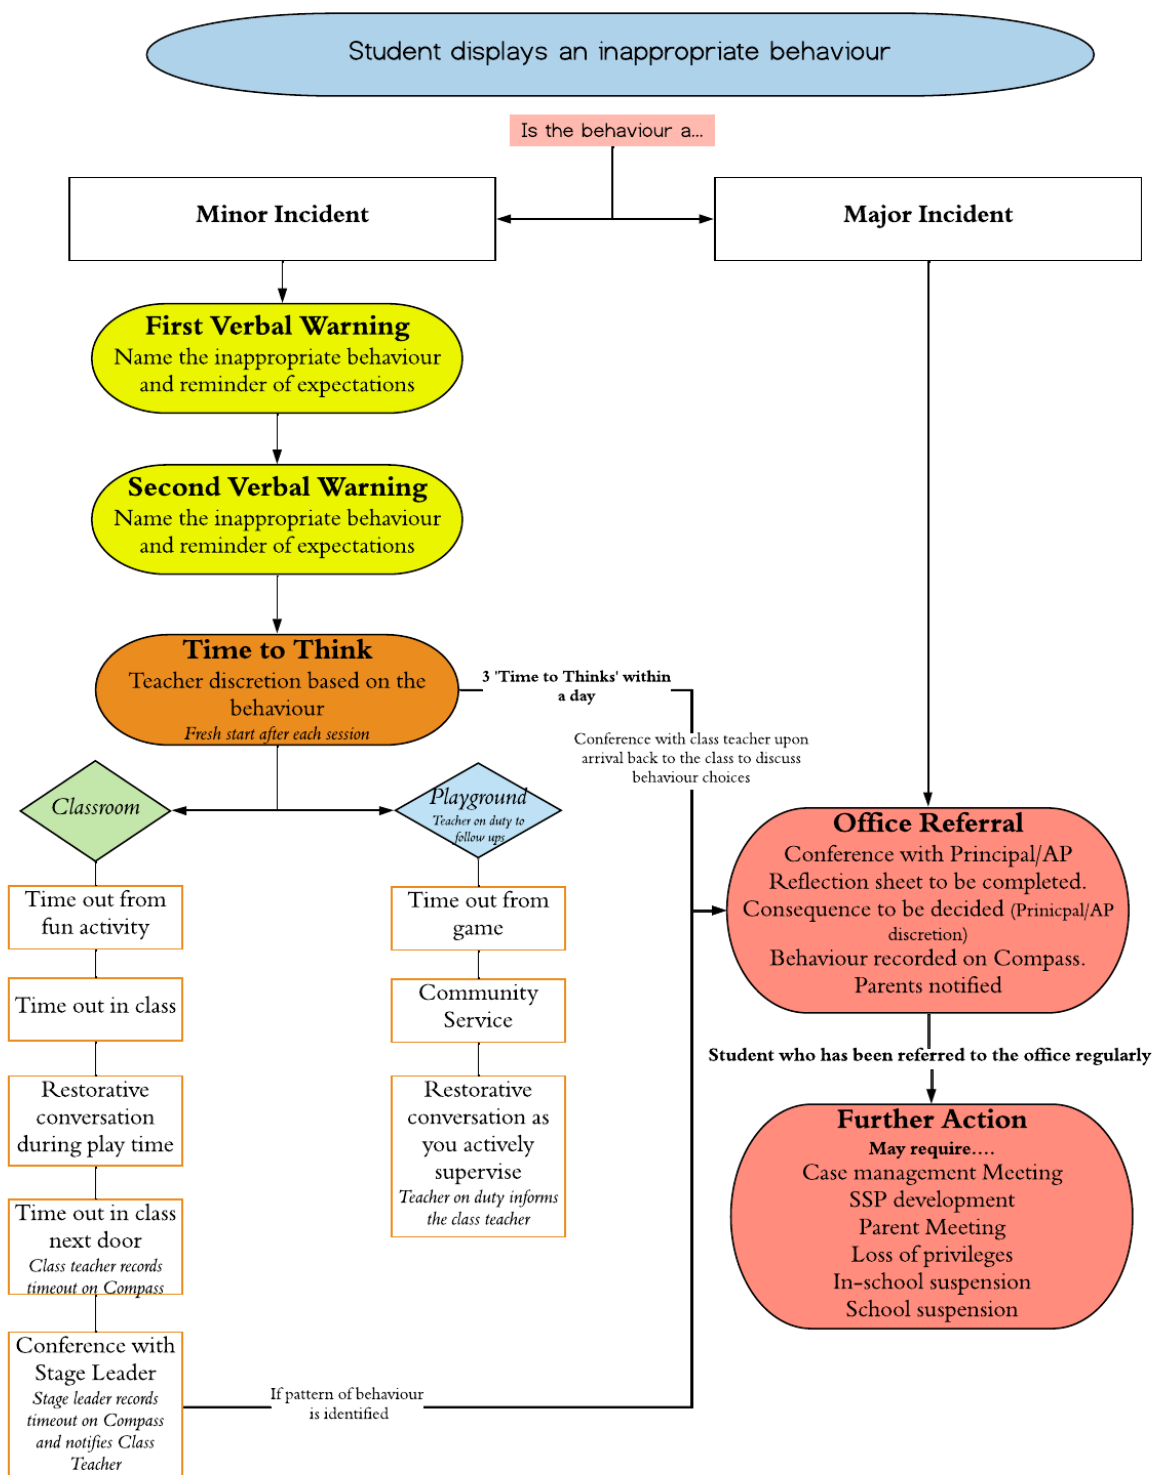 Student displays an inappropriate behaviour
Is the behaviour a...
Minor Incident
Major Incident
First Verbal Warning
Name the inappropriate behaviour
and reminder of expectations
Second Verbal Warning
Name the inappropriate behaviour
and reminder of expectations
Time to Think
Teacher discretion based on the
behaviour
Fresh start after each session
3 'Time to Thinks' within
a day
Conference with class teacher upon
arrival back to the class to discuss
behaviour choices
Classroom
Time out from
fun activity
Time out in class
Restorative
conversation
during play time
Time out in class
next door
Class teacher records
timeout on Compass
Conference with
Stage Leader
Stage leader records
timeout on Compass
and notifies Class
Teacher
If pattern of behaviour
is identified
Playground
Teacher on duty to
follow ups
Time out from
game
Community
Service
Restorative
conversation as
you actively
supervise
Teacher on duty informs
the class teacher
Office Referral
Conference with Principal/AP
Reflection sheet to be completed.
Consequence to be decided (Prinicpal/AP
discretion)
Behaviour recorded on Compass.
Parents notified
Student who has been referred to the office regularly
Further Action
May require....
Case management Meeting
SSP development
Parent Meeting
Loss of privileges
In-school suspension
School suspension